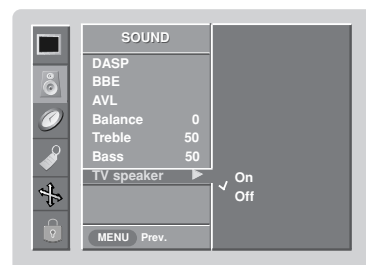 SOUND
DASP
BBE
AVL
Balance 0
Treble 50
Bass 50
TV speaker
On
Off
MENU Prev.